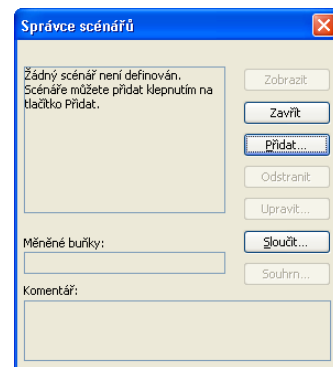 Správce scénářů
Žádný scénář není definován.
Scénáře můžete přidat klepnutím na
tlačítko Přidat.
Zobrazit
Zavřít
Přidat...
Odstranit
Upravit...
Měněné buňky:
Sloučit...
Souhrn...
Komentář: